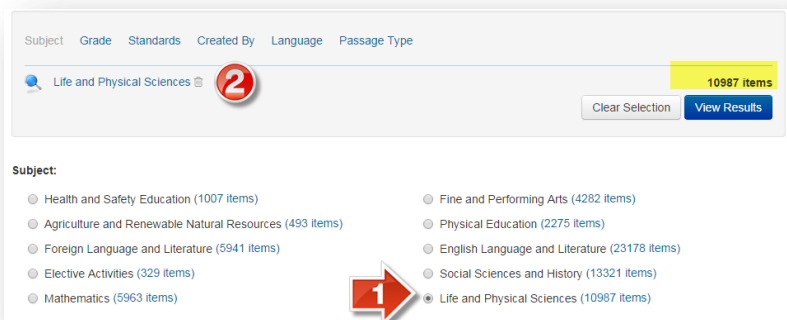 Subject Grade Standards Created By Language Passage Type
Life and Physical Sciences 2
10987 items
Clear Selection View Results
Subject:
Health and Safety Education (1007 items)
Agriculture and Renewable Natural Resources (493 items)
Foreign Language and Literature (5941 items)
Elective Activities (329 items)
Mathematics (5963 items)
Fine and Performing Arts (4282 items)
Physical Education (2275 items)
English Language and Literature (23178 items)
Social Sciences and History (13321 items)
1 Life and Physical Sciences (10987 items)